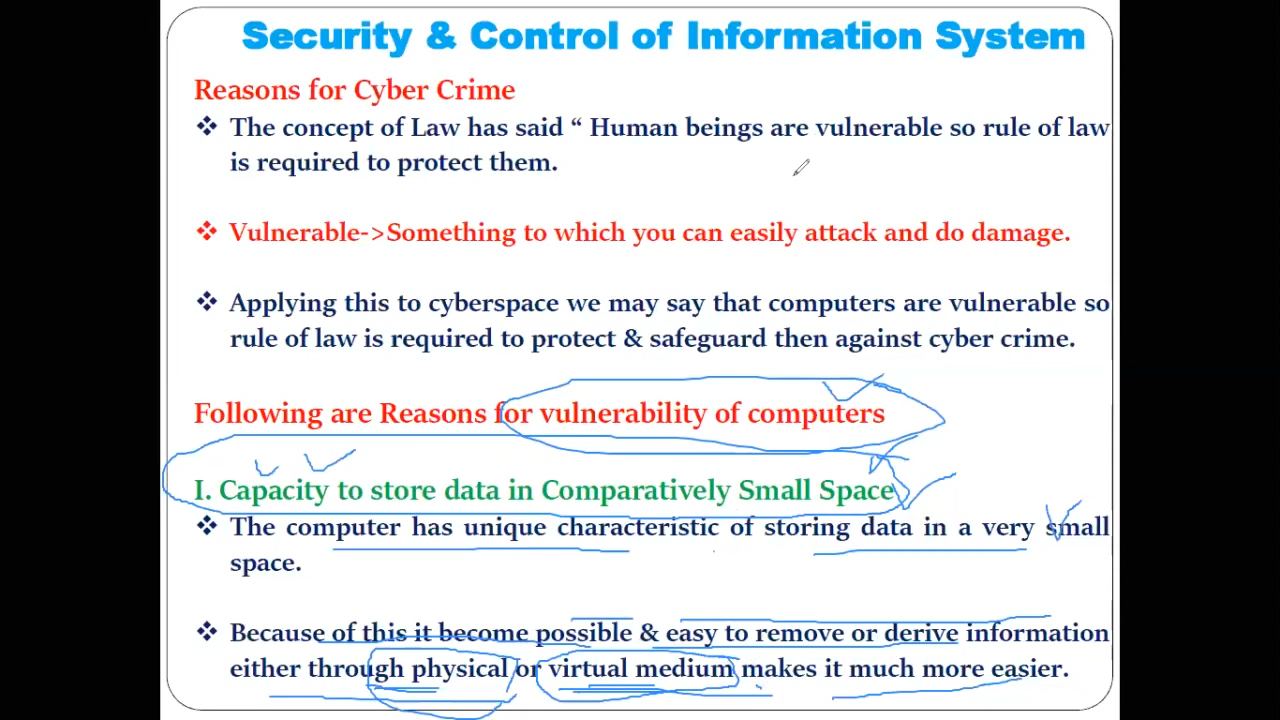 Security & Control of Information System
Reasons for Cyber Crime
❖ The concept of Law has said “ Human beings are vulnerable so rule of law
is required to protect them.
❖ Vulnerable->Something to which you can easily attack and do damage.
❖ Applying this to cyberspace we may say that computers are vulnerable so
rule of law is required to protect & safeguard then against cyber crime.
Following are Reasons for vulnerability of computers
I. Capacity to store data in Comparatively Small Space
❖ The computer has unique characteristic of storing data in a very small
space.
❖ Because of this it become possible & easy to remove or derive information
either through physical or virtual medium makes it much more easier.